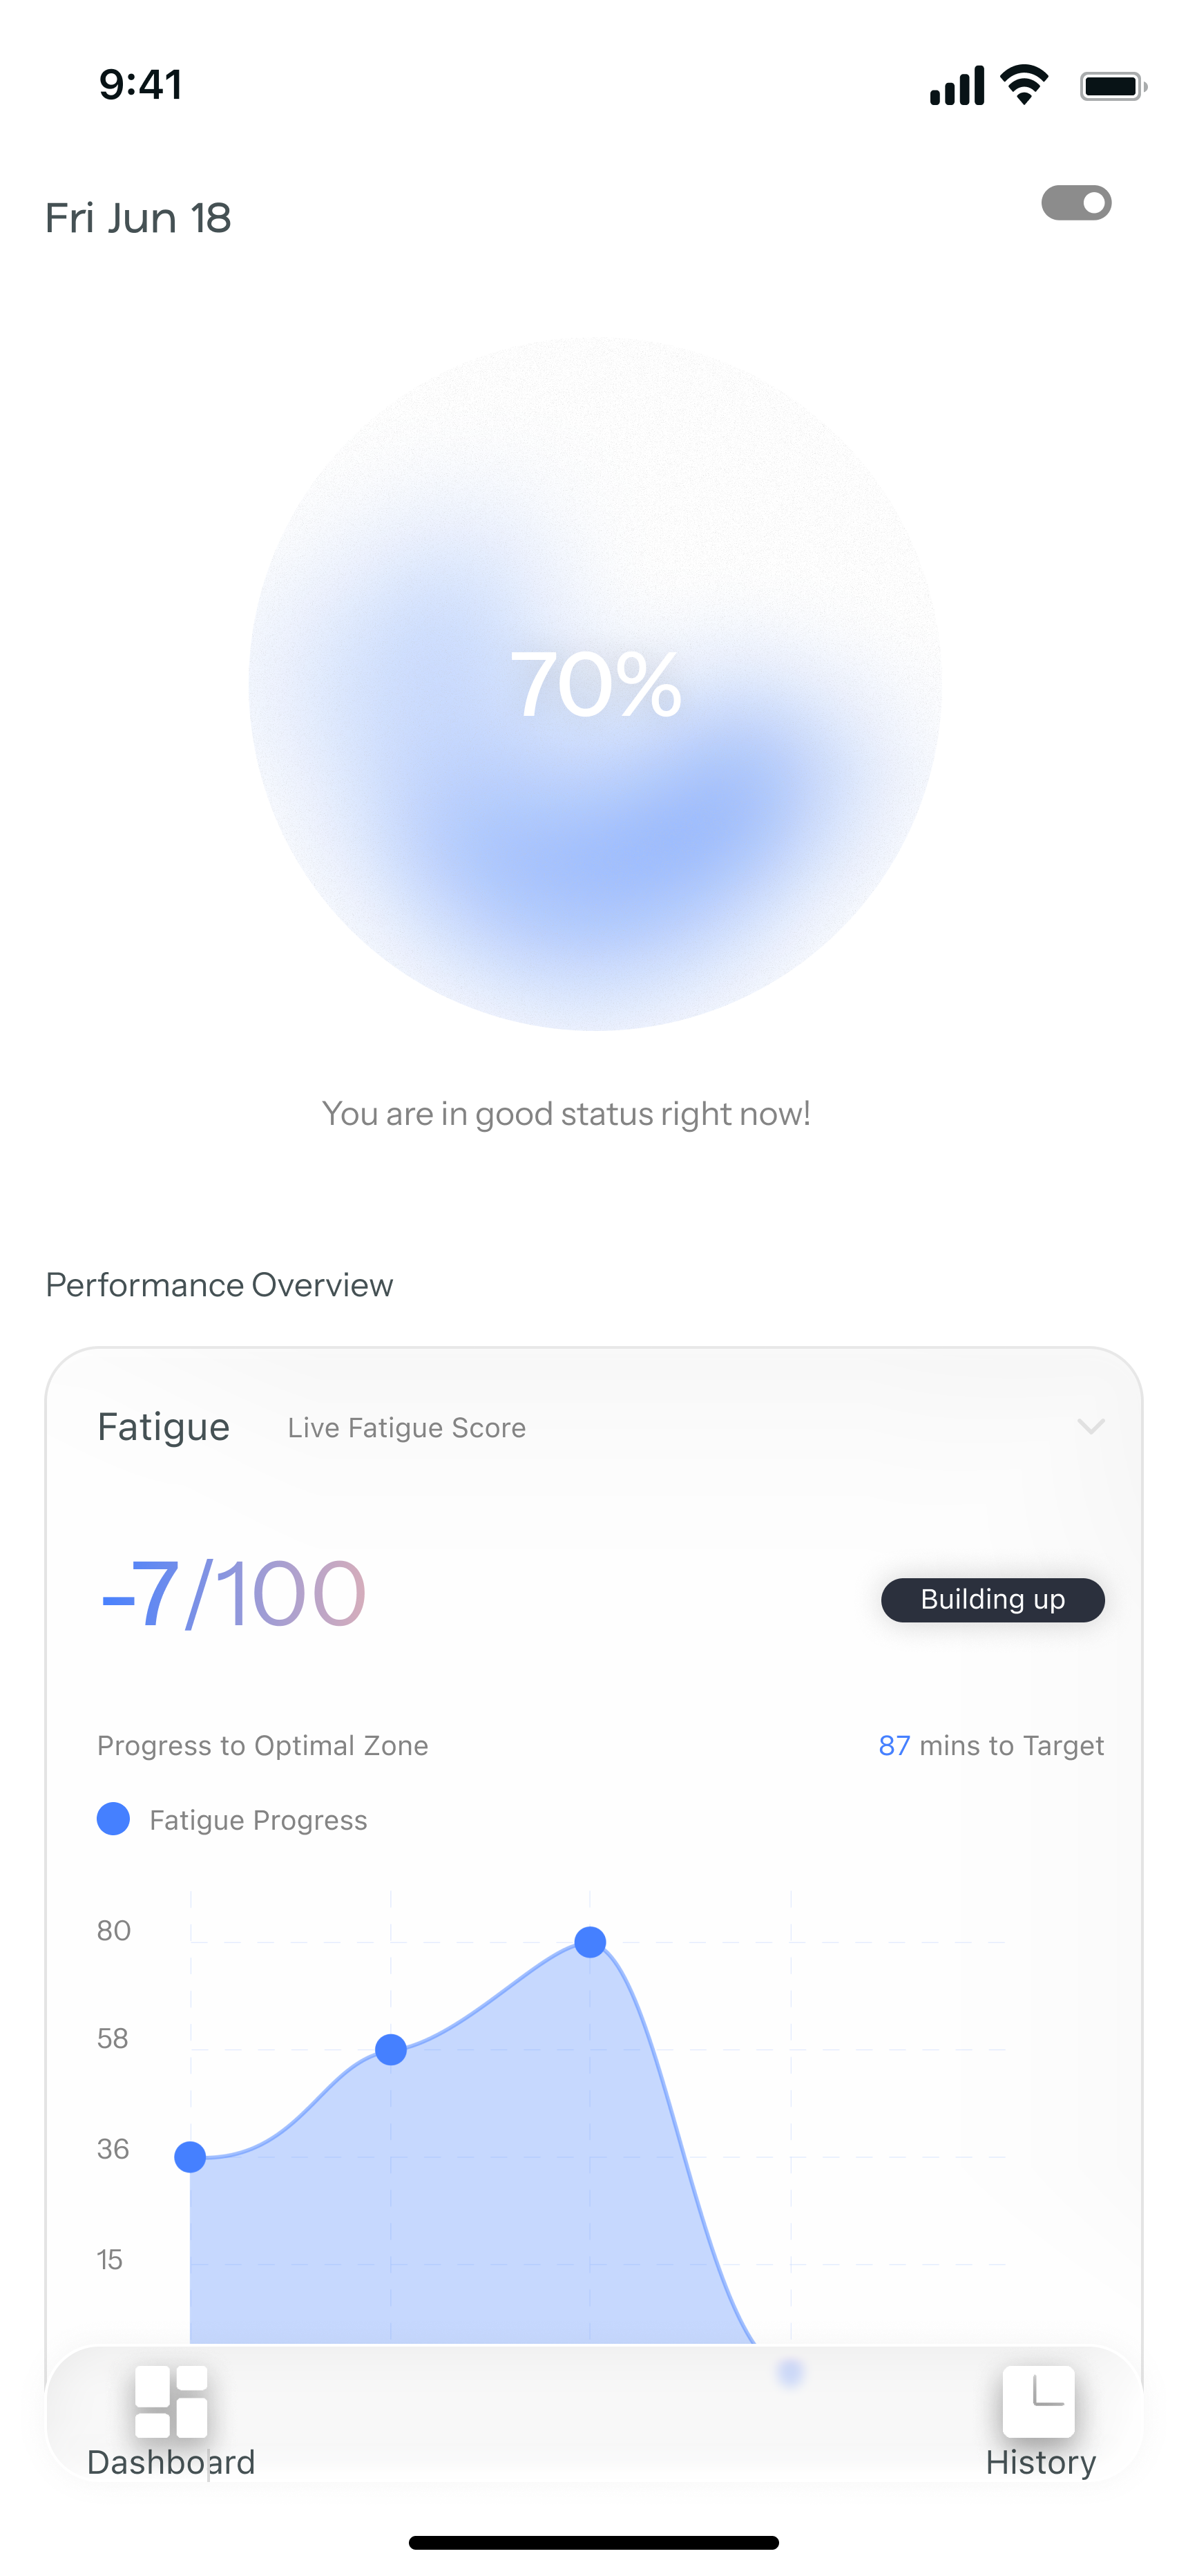 9:41
Fri Jun 18
70%
You are in good status right now!
Performance Overview
Fatigue Live Fatigue Score
-7/100 Building up
Progress to Optimal Zone 87 mins to Target
Fatigue Progress
80
58
36
15
Dashboard History